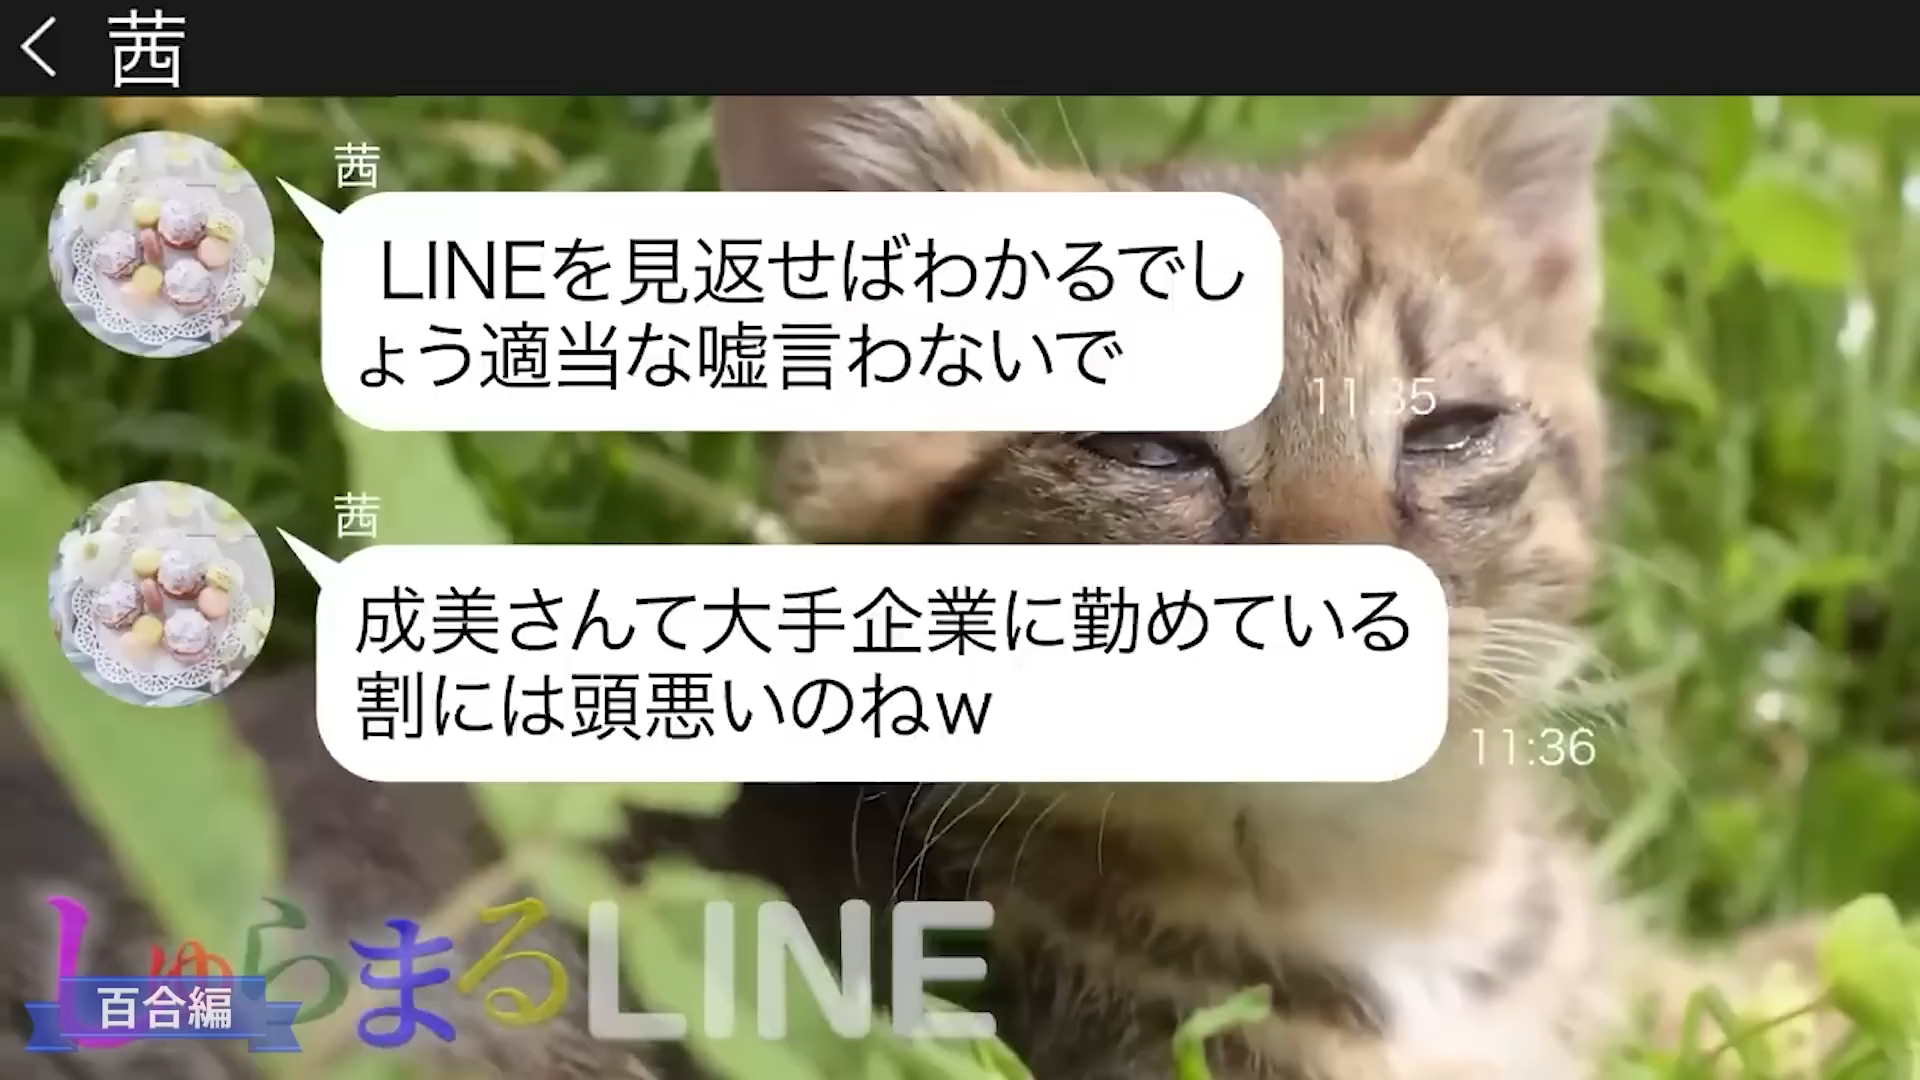 茜
茜
LINEを見返せばわかるでし
ょう適当な嘘言わないで
11:35
茜
成美さんて大手企業に勤めている
割には頭悪いのねw
11:36
しゅらまるLINE
百合編